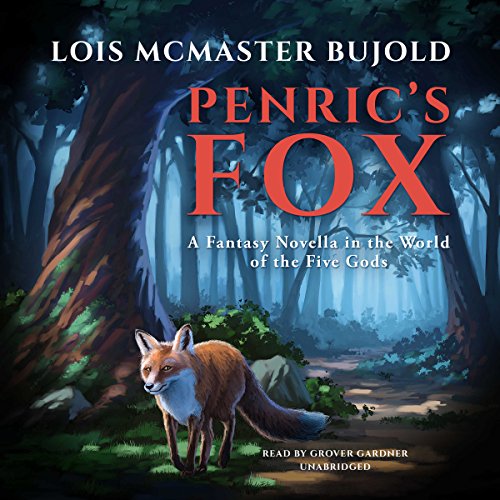 LOIS MCMASTER BUJOLD
PENRIC'S
FOX
A Fantasy Novella in the World
of the Five Gods
READ BY GROVER GARDNER
UNABRIDGED